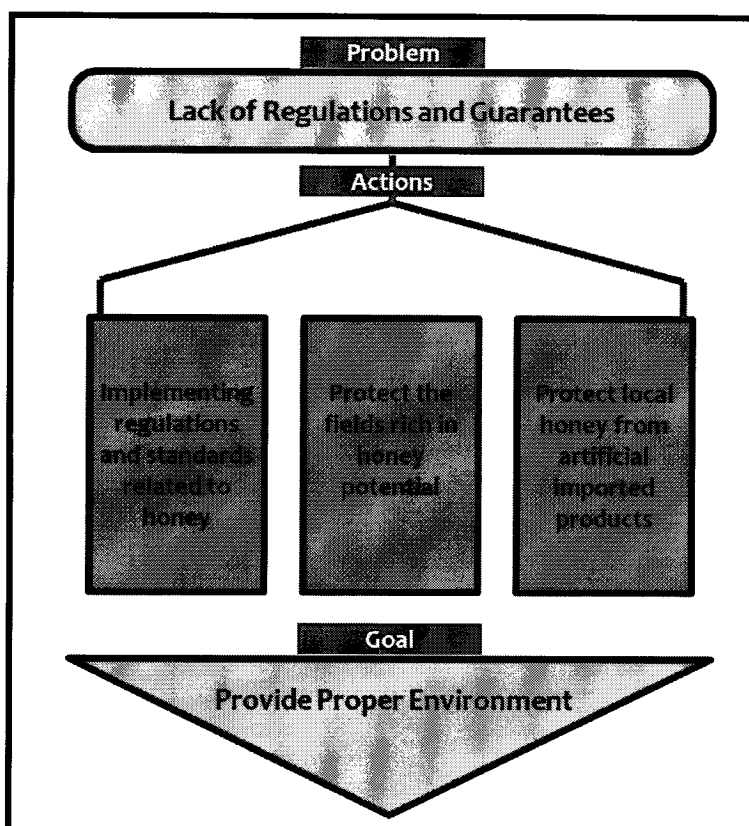 Problem
Lack of Regulations and Guarantees
Actions
Implementing
regulations
and standards
related to
honey
Protect the
fields rich in
honey
potential
Protect local
honey from
artificial
imported
products
Goal
Provide Proper Environment